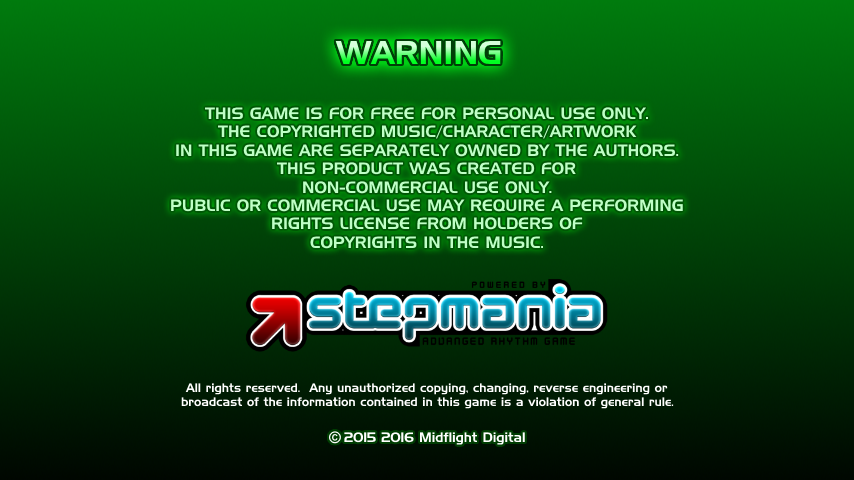 WARNING
THIS GAME IS FOR FREE FOR PERSONAL USE ONLY.
THE COPYRIGHTED MUSIC/CHARACTER/ARTWORK
IN THIS GAME ARE SEPARATELY OWNED BY THE AUTHORS.
THIS PRODUCT WAS CREATED FOR
NON-COMMERCIAL USE ONLY.
PUBLIC OR COMMERCIAL USE MAY REQUIRE A PERFORMING
RIGHTS LICENSE FROM HOLDERS OF
COPYRIGHTS IN THE MUSIC.
POWERED BY
stepmania
ADVANCED RHYTHM GAME
All rights reserved. Any unauthorized copying, changing, reverse engineering or
broadcast of the information contained in this game is a violation of general rule.
© 2015 2016 Midflight Digital